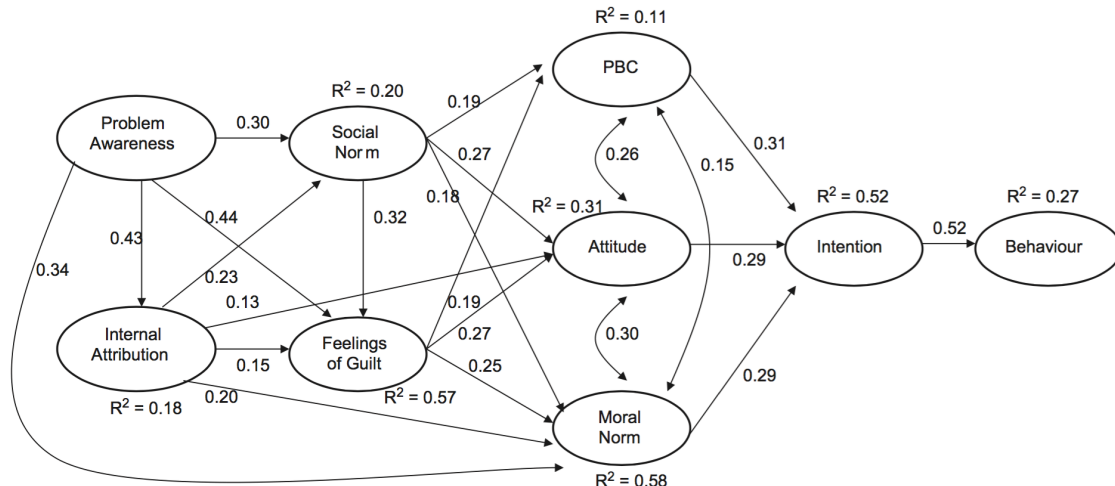 R² = 0.11
PBC
R² = 0.20
Problem
Awareness
0.30
Social
Norm
0.19
0.31
0.27
0.26
0.15
0.18
0.44
0.32
R² = 0.31
R² = 0.52
R² = 0.27
0.43
Attitude
0.29
Intention
0.52
Behaviour
0.34
0.23
0.13
0.19
Internal
Attribution
0.15
Feelings
of Guilt
0.27
0.30
0.25
0.29
R² = 0.18
0.20
R² = 0.57
Moral
Norm
R² = 0.58